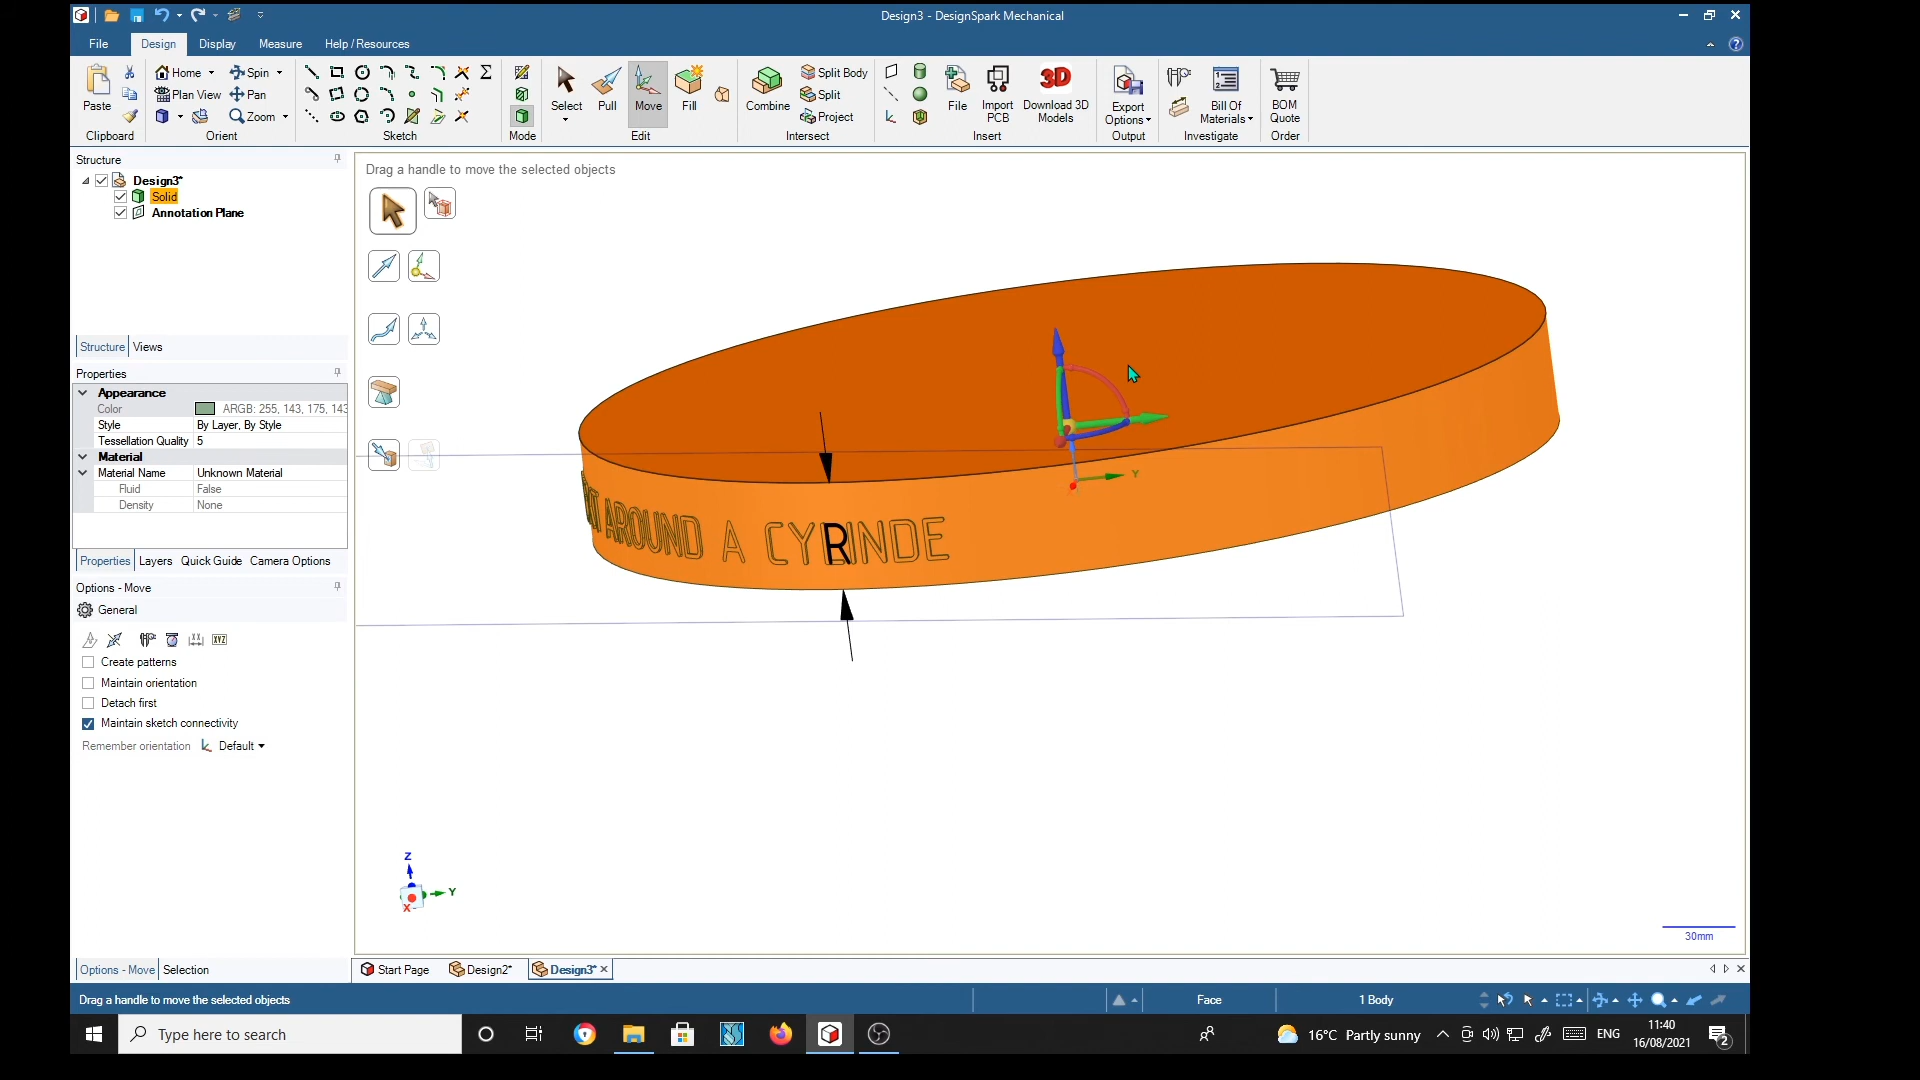 Design3 - DesignSpark Mechanical
File Design Display Measure Help / Resources
Paste
Clipboard
Home Spin
Plan View Pan
Zoom
Orient
Sketch
Mode
Select Pull Move Fill
Edit
Combine
Split Body
Split
Project
Intersect
File
Import PCB
3D
Download 3D Models
Insert
Export Options
Output
Bill Of Materials
Investigate
BOM Quote
Order
Structure
Design3*
Solid
Annotation Plane
Structure Views
Properties
Appearance
Color ARGB: 255, 143, 175, 143
Style By Layer, By Style
Tessellation Quality 5
Material
Material Name Unknown Material
Fluid False
Density None
Properties Layers Quick Guide Camera Options
Options - Move
General
Create patterns
Maintain orientation
Detach first
Maintain sketch connectivity
Remember orientation Default
Options - Move Selection
Drag a handle to move the selected objects
Y
AROUND A CYLINDE
R
Z
Y
X
30mm
Start Page Design2* Design3*
Drag a handle to move the selected objects
Face
1 Body
Type here to search
16°C Partly sunny
ENG
11:40
16/08/2021
2